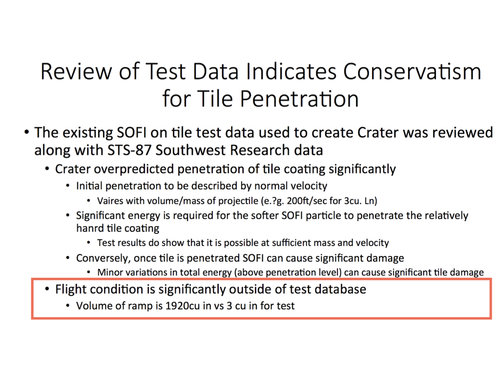 Review of Test Data Indicates Conservatism
for Tile Penetration
• The existing SOFI on tile test data used to create Crater was reviewed
along with STS-87 Southwest Research data
• Crater overpredicted penetration of tile coating significantly
• Initial penetration to be described by normal velocity
• Vaires with volume/mass of projectile (e.?g. 200ft/sec for 3cu. Ln)
• Significant energy is required for the softer SOFI particle to penetrate the relatively
hanrd tile coating
• Test results do show that it is possible at sufficient mass and velocity
• Conversely, once tile is penetrated SOFI can cause significant damage
• Minor variations in total energy (above penetration level) can cause significant tile damage
• Flight condition is significantly outside of test database
• Volume of ramp is 1920cu in vs 3 cu in for test